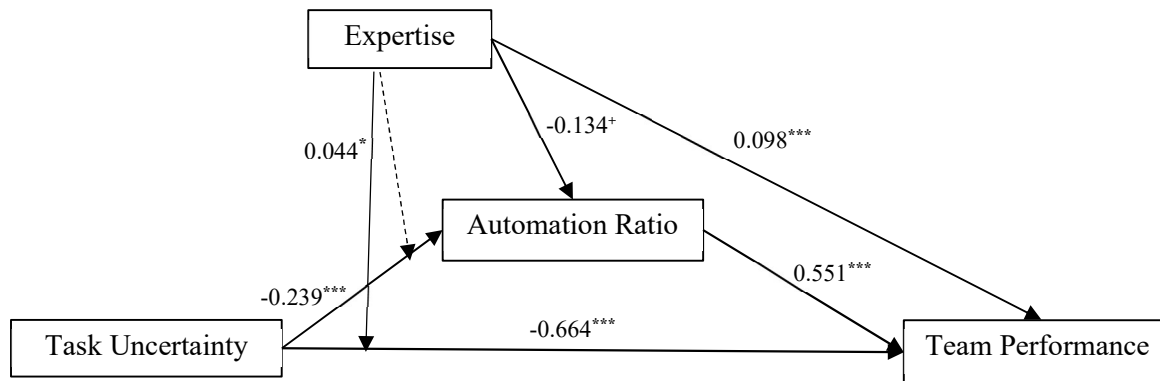 Expertise
-0.134⁺
0.098***
0.044*
Automation Ratio
0.551***
-0.239***
-0.664***
Task Uncertainty
Team Performance